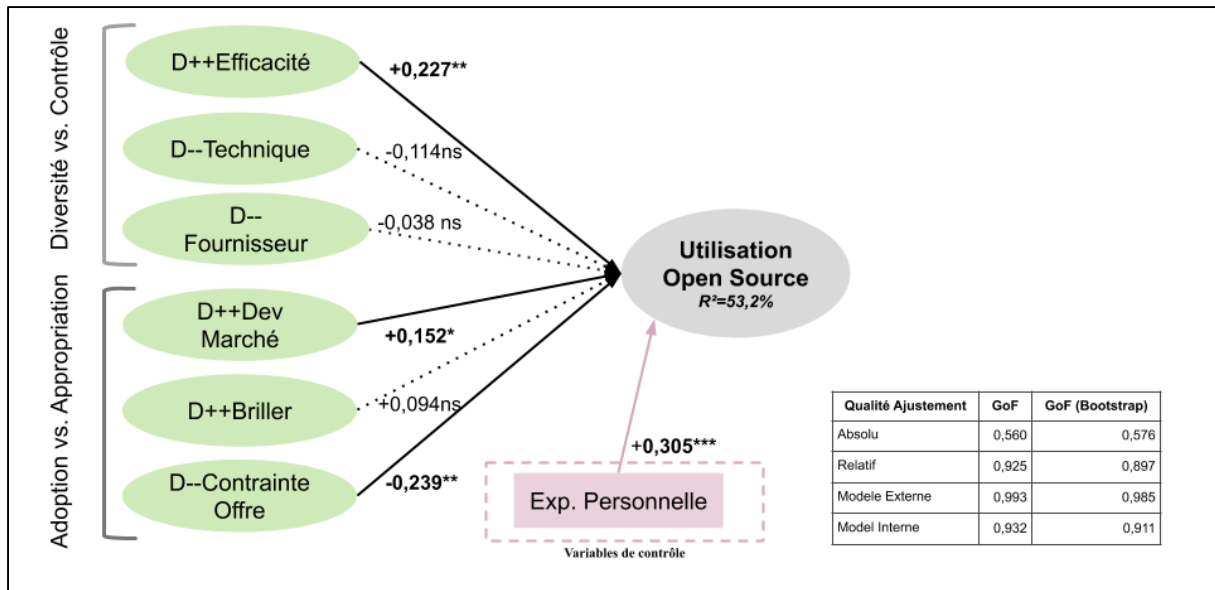 Diversité vs. Contrôle
D++Efficacité
+0,227**
D--Technique
-0,114ns
D--
Fournisseur
-0,038 ns
Adoption vs. Appropriation
D++Dev
Marché
+0,152*
D++Briller
+0,094ns
D--Contrainte
Offre
-0,239**
Utilisation
Open Source
R²=53,2%
+0,305***
Exp. Personnelle
Variables de contrôle
Qualité Ajustement GoF GoF (Bootstrap)
Absolu 0,560 0,576
Relatif 0,925 0,897
Modele Externe 0,993 0,985
Model Interne 0,932 0,911